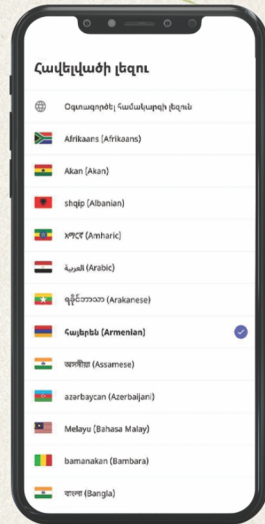 Հավելվածի լեզու
Օգտագործել համակարգի լեզուն
Afrikaans (Afrikaans)
Akan (Akan)
shqip (Albanian)
አማርኛ (Amharic)
العربية (Arabic)
ရခိုင်ဘာသာ (Arakanese)
հայերեն (Armenian)
অসমীয়া (Assamese)
azərbaycan (Azerbaijani)
Melayu (Bahasa Malay)
bamanakan (Bambara)
বাংলা (Bangla)